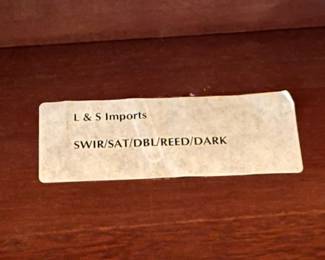 L & S Imports
SWIR/SAT/DBL/REED/DARK